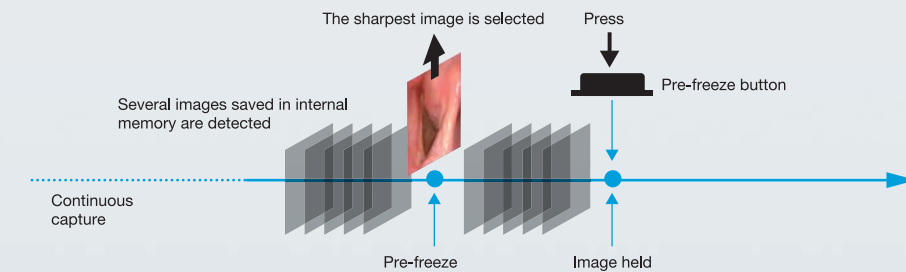 The sharpest image is selected
Press
Pre-freeze button
Several images saved in internal
memory are detected
Continuous
capture
Pre-freeze
Image held